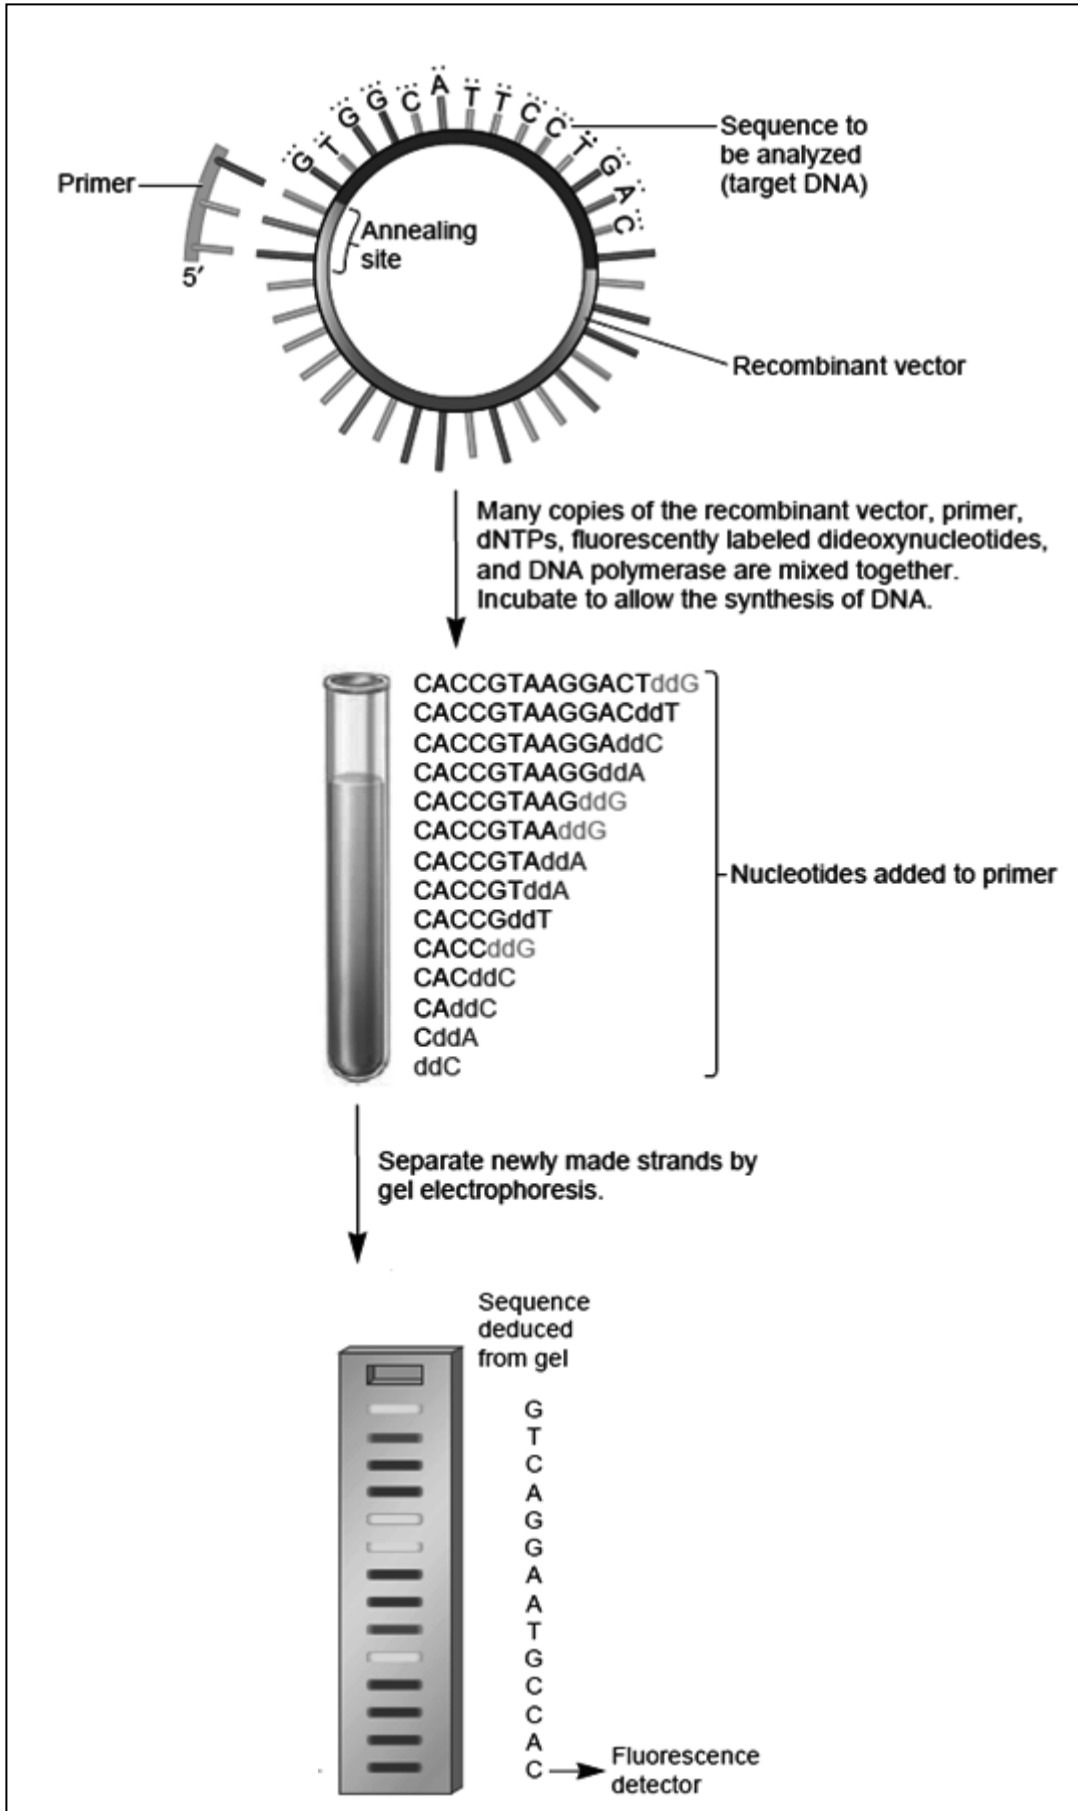 G T G G C A T T C C T G A C
Sequence to
be analyzed
(target DNA)
Primer
5′
Annealing
site
Recombinant vector
Many copies of the recombinant vector, primer,
dNTPs, fluorescently labeled dideoxynucleotides,
and DNA polymerase are mixed together.
Incubate to allow the synthesis of DNA.
CACCGTAAGGACTddG
CACCGTAAGGACddT
CACCGTAAGGAddC
CACCGTAAGGddA
CACCGTAAGddG
CACCGTAAddG
CACCGTAddA
CACCGTddA
CACCGddT
CACCddG
CACddC
CAddC
CddA
ddC
Nucleotides added to primer
Separate newly made strands by
gel electrophoresis.
Sequence
deduced
from gel
G
T
C
A
G
G
A
A
T
G
C
C
A
C
Fluorescence
detector